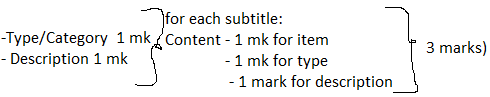 for each subtitle:
-Type/Category 1 mk Content - 1 mk for item
- Description 1 mk - 1 mk for type 3 marks)
- 1 mark for description